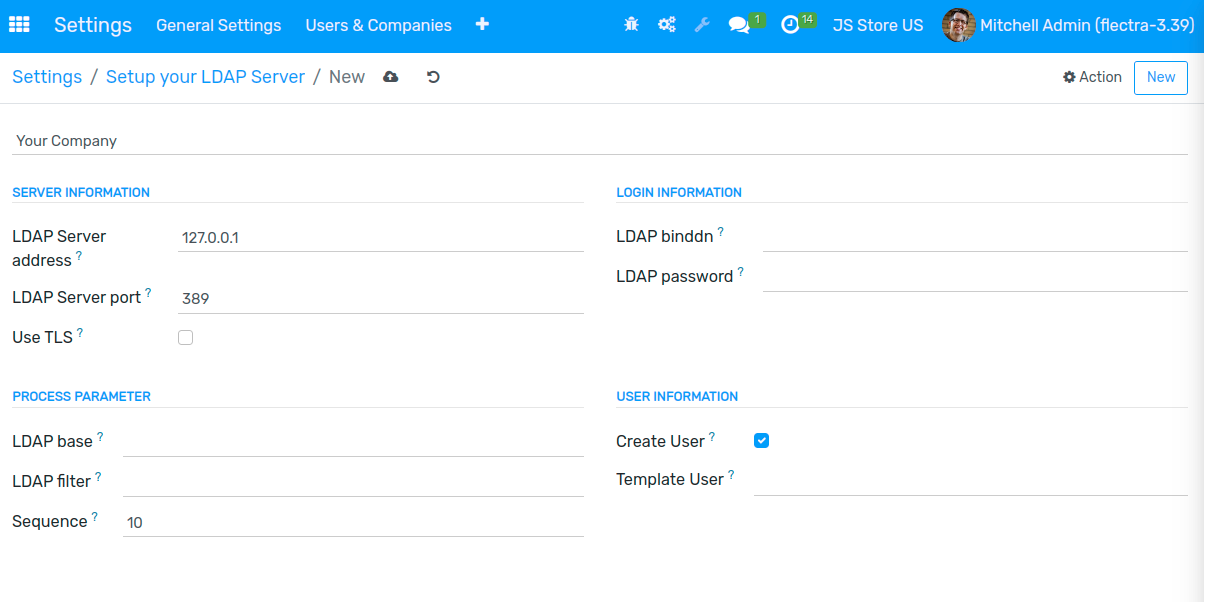 Settings General Settings Users & Companies 1 14 JS Store US Mitchell Admin (flectra-3.39)
Settings / Setup your LDAP Server / New Action New
Your Company
SERVER INFORMATION
LDAP Server address ? 127.0.0.1
LDAP Server port ? 389
Use TLS ?
LOGIN INFORMATION
LDAP binddn ?
LDAP password ?
PROCESS PARAMETER
LDAP base ?
LDAP filter ?
Sequence ? 10
USER INFORMATION
Create User ?
Template User ?